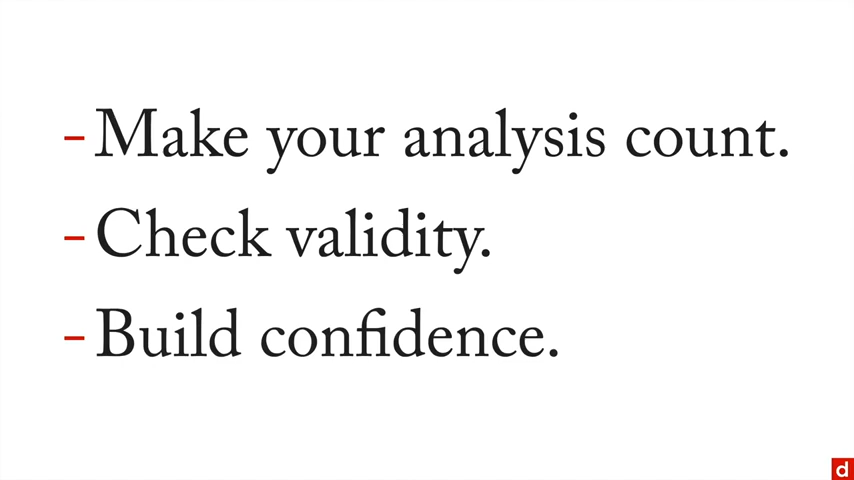 - Make your analysis count.
- Check validity.
- Build confidence.
d